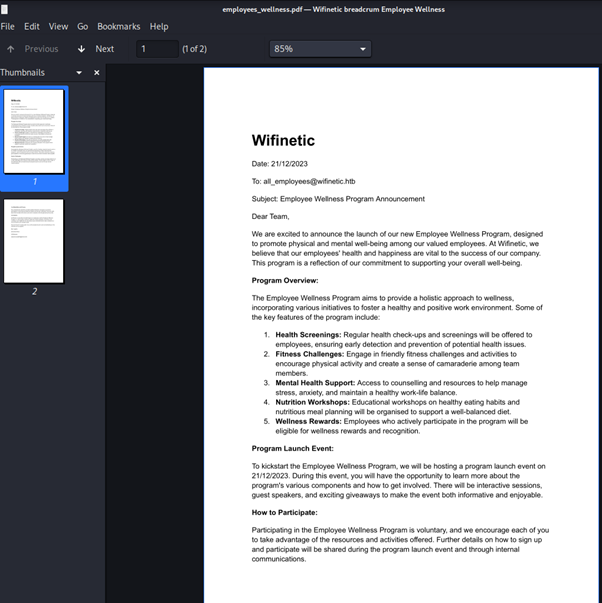 employees_wellness.pdf — Wifinetic breadcrum Employee Wellness
File Edit View Go Bookmarks Help
Previous Next 1 (1 of 2) 85%
Thumbnails
1
2
Wifinetic
Date: 21/12/2023
To: all_employees@wifinetic.htb
Subject: Employee Wellness Program Announcement
Dear Team,
We are excited to announce the launch of our new Employee Wellness Program, designed
to promote physical and mental well-being among our valued employees. At Wifinetic, we
believe that our employees' health and happiness are vital to the success of our company.
This program is a reflection of our commitment to supporting your overall well-being.
Program Overview:
The Employee Wellness Program aims to provide a holistic approach to wellness,
incorporating various initiatives to foster a healthy and positive work environment. Some of
the key features of the program include:
1. Health Screenings: Regular health check-ups and screenings will be offered to
employees, ensuring early detection and prevention of potential health issues.
2. Fitness Challenges: Engage in friendly fitness challenges and activities to
encourage physical activity and create a sense of camaraderie among team
members.
3. Mental Health Support: Access to counselling and resources to help manage
stress, anxiety, and maintain a healthy work-life balance.
4. Nutrition Workshops: Educational workshops on healthy eating habits and
nutritious meal planning will be organised to support a well-balanced diet.
5. Wellness Rewards: Employees who actively participate in the program will be
eligible for wellness rewards and recognition.
Program Launch Event:
To kickstart the Employee Wellness Program, we will be hosting a program launch event on
21/12/2023. During this event, you will have the opportunity to learn more about the
program's various components and how to get involved. There will be interactive sessions,
guest speakers, and exciting giveaways to make the event both informative and enjoyable.
How to Participate:
Participating in the Employee Wellness Program is voluntary, and we encourage each of you
to take advantage of the resources and activities offered. Further details on how to sign up
and participate will be shared during the program launch event and through internal
communications.